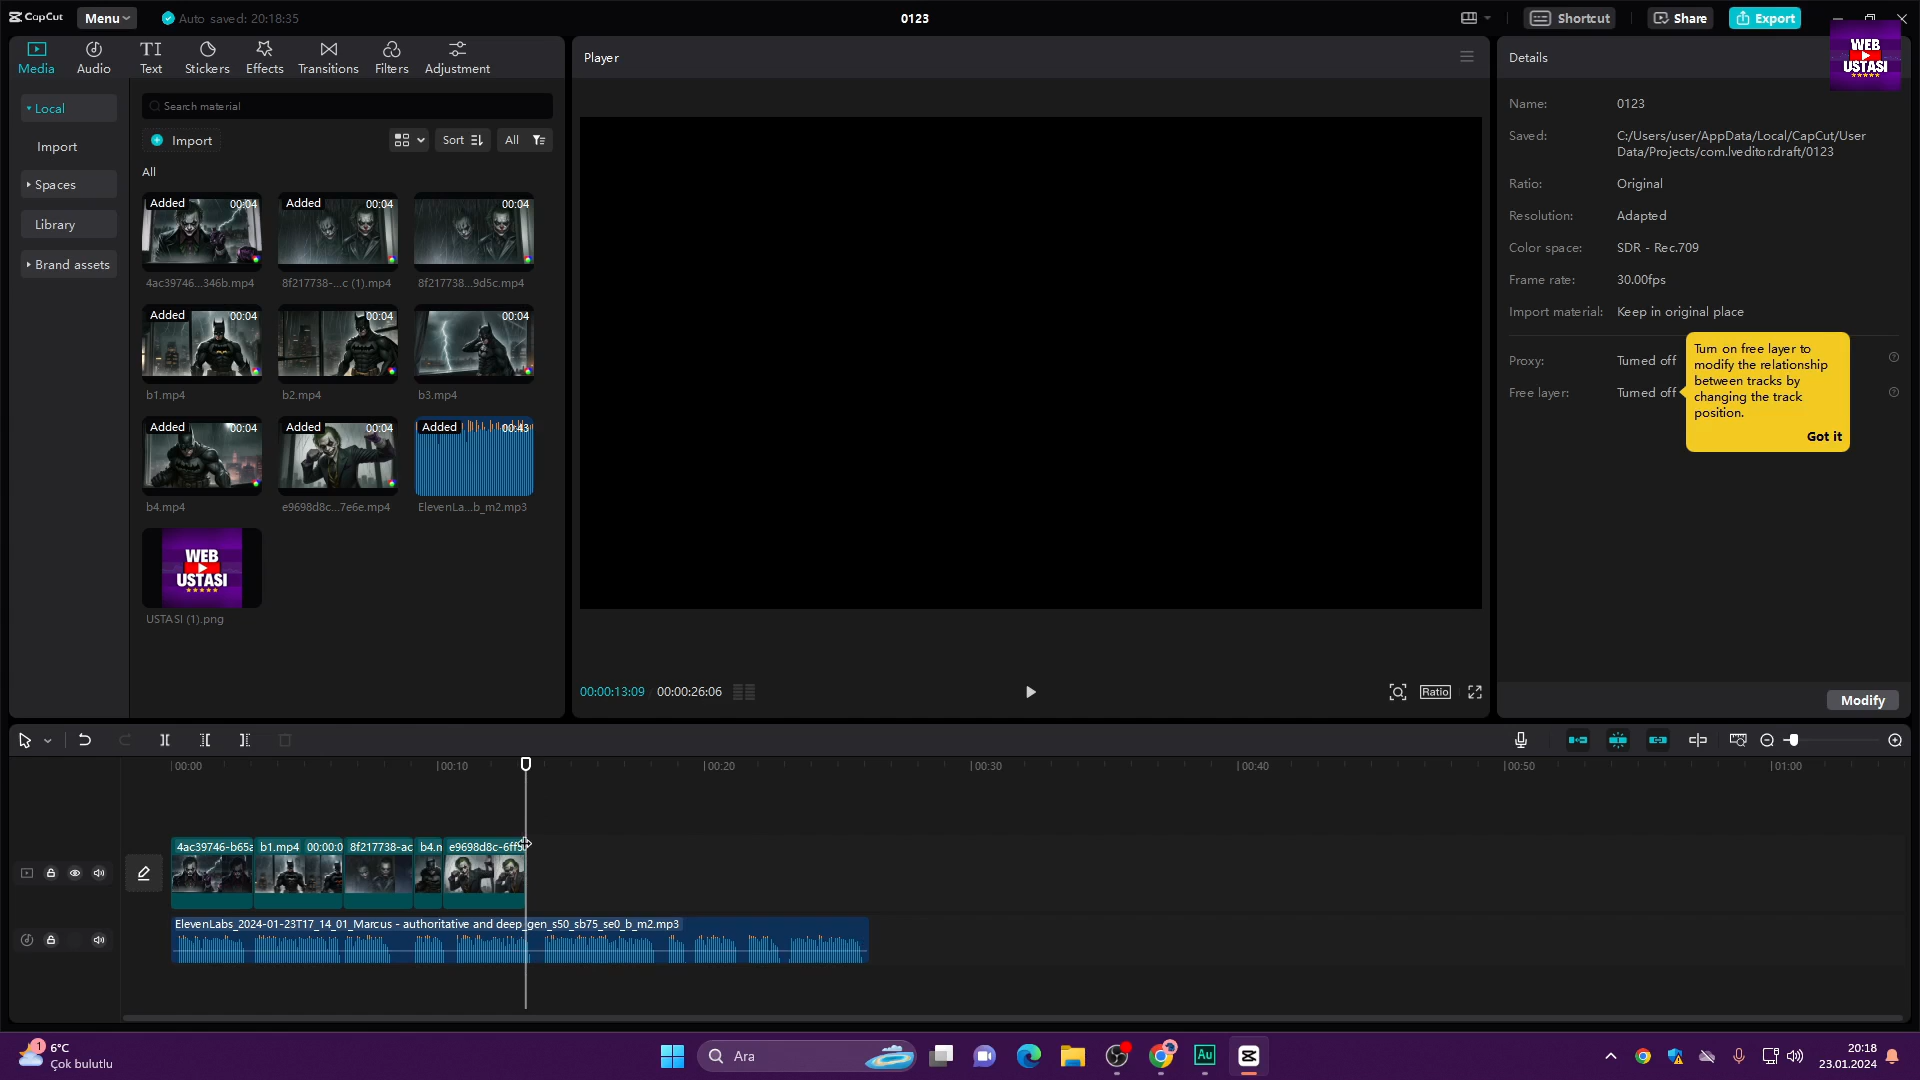 CapCut
Menu
Auto saved: 20:18:35
0123
Shortcut
Share
Export
WEB
USTASI
Media
Audio
TI
Text
Stickers
Effects
Transitions
Filters
Adjustment
Local
Import
Spaces
Library
Brand assets
Search material
Import
Sort
All
All
Added 00:04
Added 00:04
00:04
4ac39746...346b.mp4
8f217738-...c (1).mp4
8f217738...9d5c.mp4
Added 00:04
00:04
00:04
b1.mp4
b2.mp4
b3.mp4
Added 00:04
Added 00:04
Added 00:43
b4.mp4
e9698d8c...7e6e.mp4
ElevenLa...b_m2.mp3
WEB
USTASI
USTASI (1).png
Player
00:00:13:09
00:00:26:06
Ratio
Details
Name: 0123
Saved: C:/Users/user/AppData/Local/CapCut/User
Data/Projects/com.lveditor.draft/0123
Ratio: Original
Resolution: Adapted
Color space: SDR - Rec.709
Frame rate: 30.00fps
Import material: Keep in original place
Proxy: Turned off
Free layer: Turned off
Turn on free layer to
modify the relationship
between tracks by
changing the track
position.
Got it
Modify
00:00
00:10
00:20
00:30
00:40
00:50
01:00
4ac39746-b65a
b1.mp4 00:00:0
8f217738-ac
b4.m
e9698d8c-6ffb
ElevenLabs_2024-01-23T17_14_01_Marcus - authoritative and deep_gen_s50_sb75_se0_b_m2.mp3
1
6°C
Çok bulutlu
Ara
Au
20:18
23.01.2024